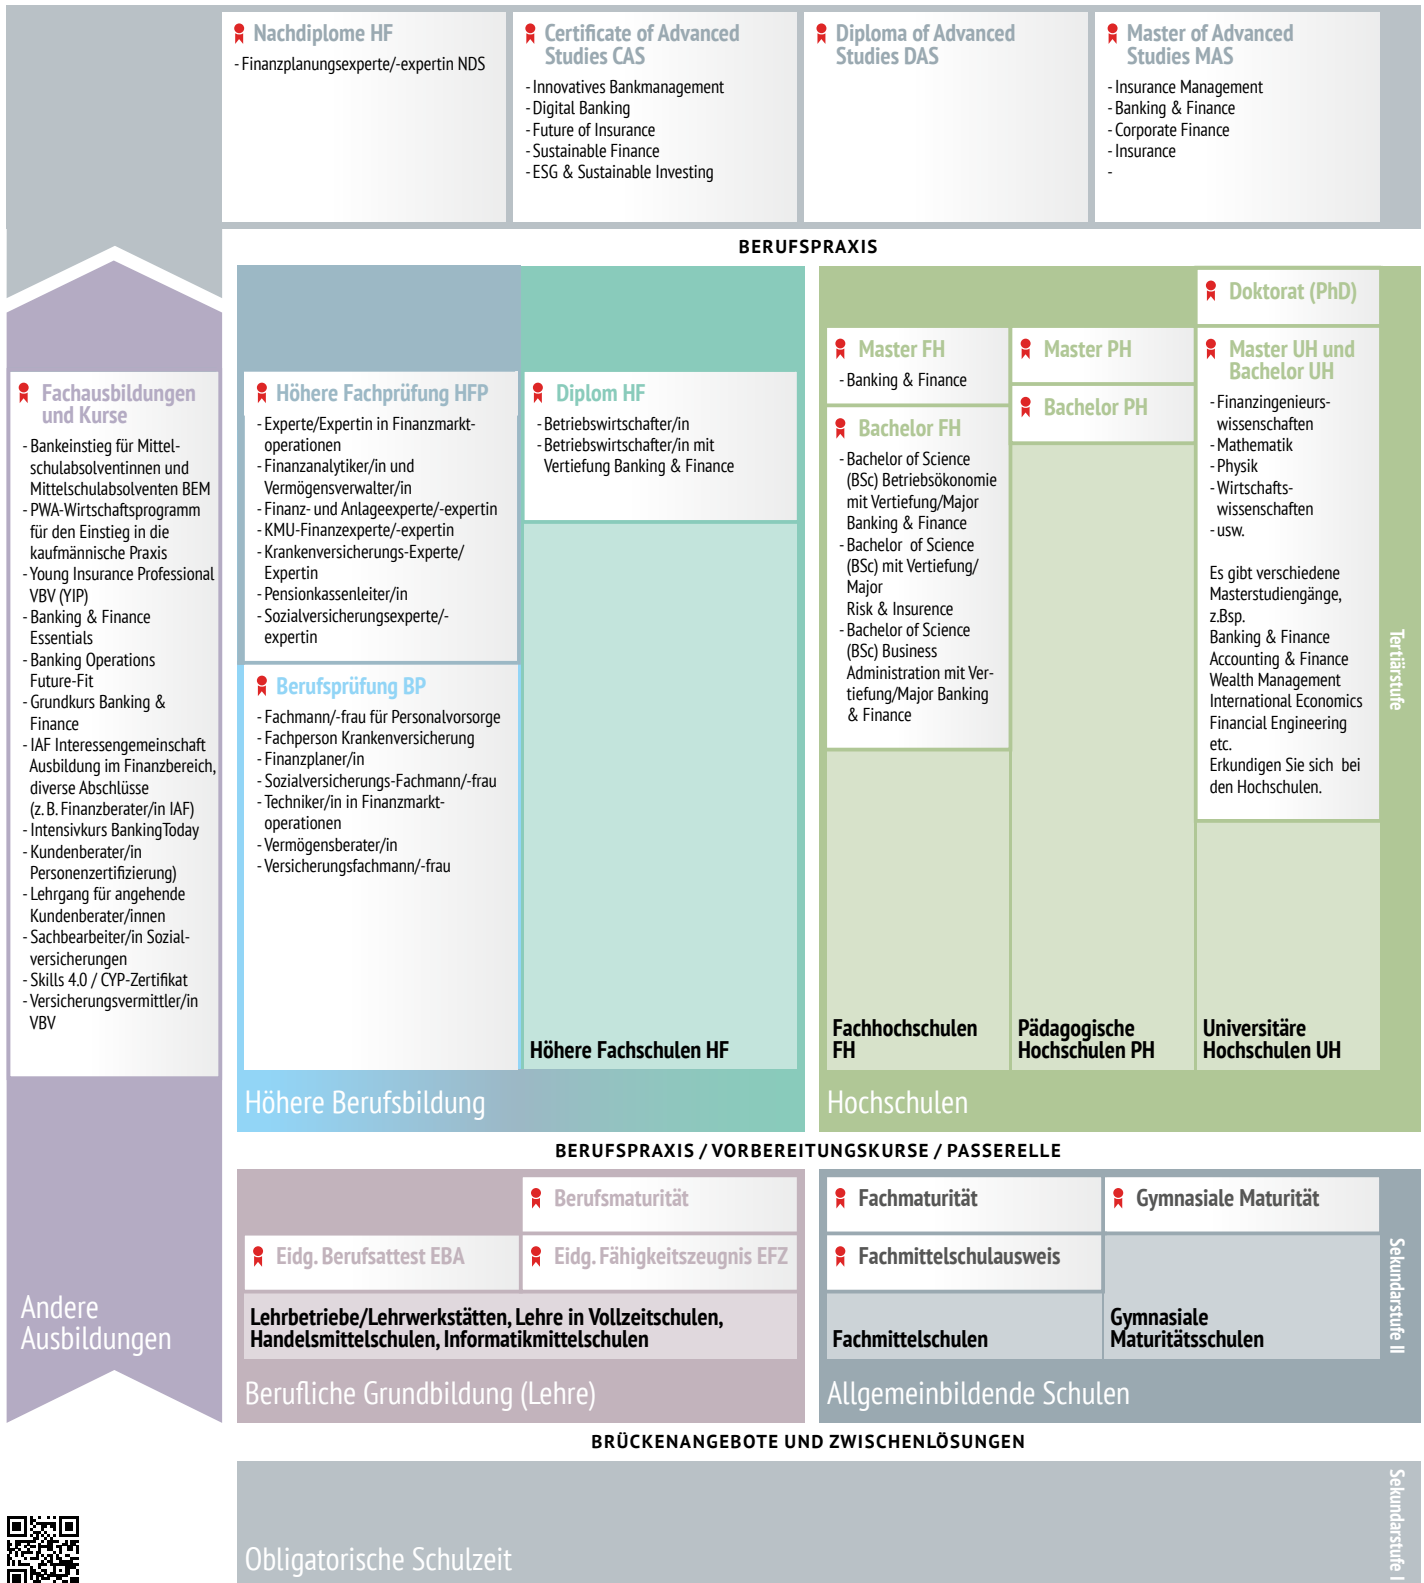 Nachdiplome HF
- Finanzplanungsexperte/-expertin NDS
Certificate of Advanced
Studies CAS
- Innovatives Bankmanagement
- Digital Banking
- Future of Insurance
- Sustainable Finance
- ESG & Sustainable Investing
Diploma of Advanced
Studies DAS
Master of Advanced
Studies MAS
- Insurance Management
- Banking & Finance
- Corporate Finance
- Insurance
-
BERUFSPRAXIS
Fachausbildungen
und Kurse
- Bankeinstieg für Mittel-
schulabsolventinnen und
Mittelschulabsolventen BEM
- PWA-Wirtschaftsprogramm
für den Einstieg in die
kaufmännische Praxis
- Young Insurance Professional
VBV (YIP)
- Banking & Finance
Essentials
- Banking Operations
Future-Fit
- Grundkurs Banking &
Finance
- IAF Interessengemeinschaft
Ausbildung im Finanzbereich,
diverse Abschlüsse
(z. B. Finanzberater/in IAF)
- Intensivkurs BankingToday
- Kundenberater/in
Personenzertifizierung)
- Lehrgang für angehende
Kundenberater/innen
- Sachbearbeiter/in Sozial-
versicherungen
- Skills 4.0 / CYP-Zertifikat
- Versicherungsvermittler/in
VBV
Andere
Ausbildungen
Höhere Fachprüfung HFP
- Experte/Expertin in Finanzmarkt-
operationen
- Finanzanalytiker/in und
Vermögensverwalter/in
- Finanz- und Anlageexperte/-expertin
- KMU-Finanzexperte/-expertin
- Krankenversicherungs-Experte/
Expertin
- Pensionkassenleiter/in
- Sozialversicherungsexperte/-
expertin
Berufsprüfung BP
- Fachmann/-frau für Personalvorsorge
- Fachperson Krankenversicherung
- Finanzplaner/in
- Sozialversicherungs-Fachmann/-frau
- Techniker/in in Finanzmarkt-
operationen
- Vermögensberater/in
- Versicherungsfachmann/-frau
Diplom HF
- Betriebswirtschafter/in
- Betriebswirtschafter/in mit
Vertiefung Banking & Finance
Höhere Fachschulen HF
Höhere Berufsbildung
Master FH
- Banking & Finance
Bachelor FH
- Bachelor of Science
(BSc) Betriebsökonomie
mit Vertiefung/Major
Banking & Finance
- Bachelor of Science
(BSc) mit Vertiefung/
Major
Risk & Insurence
- Bachelor of Science
(BSc) Business
Administration mit Ver-
tiefung/Major Banking
& Finance
Fachhochschulen
FH
Master PH
Bachelor PH
Pädagogische
Hochschulen PH
Doktorat (PhD)
Master UH und
Bachelor UH
- Finanzingenieurs-
wissenschaften
- Mathematik
- Physik
- Wirtschafts-
wissenschaften
- usw.
Es gibt verschiedene
Masterstudiengänge,
z.Bsp.
Banking & Finance
Accounting & Finance
Wealth Management
International Economics
Financial Engineering
etc.
Erkundigen Sie sich bei
den Hochschulen.
Universitäre
Hochschulen UH
Hochschulen
Tertiärstufe
BERUFSPRAXIS / VORBEREITUNGSKURSE / PASSERELLE
Berufsmaturität
Eidg. Berufsattest EBA
Eidg. Fähigkeitszeugnis EFZ
Lehrbetriebe/Lehrwerkstätten, Lehre in Vollzeitschulen,
Handelsmittelschulen, Informatikmittelschulen
Berufliche Grundbildung (Lehre)
Fachmaturität
Fachmittelschulausweis
Fachmittelschulen
Gymnasiale Maturität
Gymnasiale
Maturitätsschulen
Allgemeinbildende Schulen
Sekundarstufe II
BRÜCKENANGEBOTE UND ZWISCHENLÖSUNGEN
Obligatorische Schulzeit
Sekundarstufe I